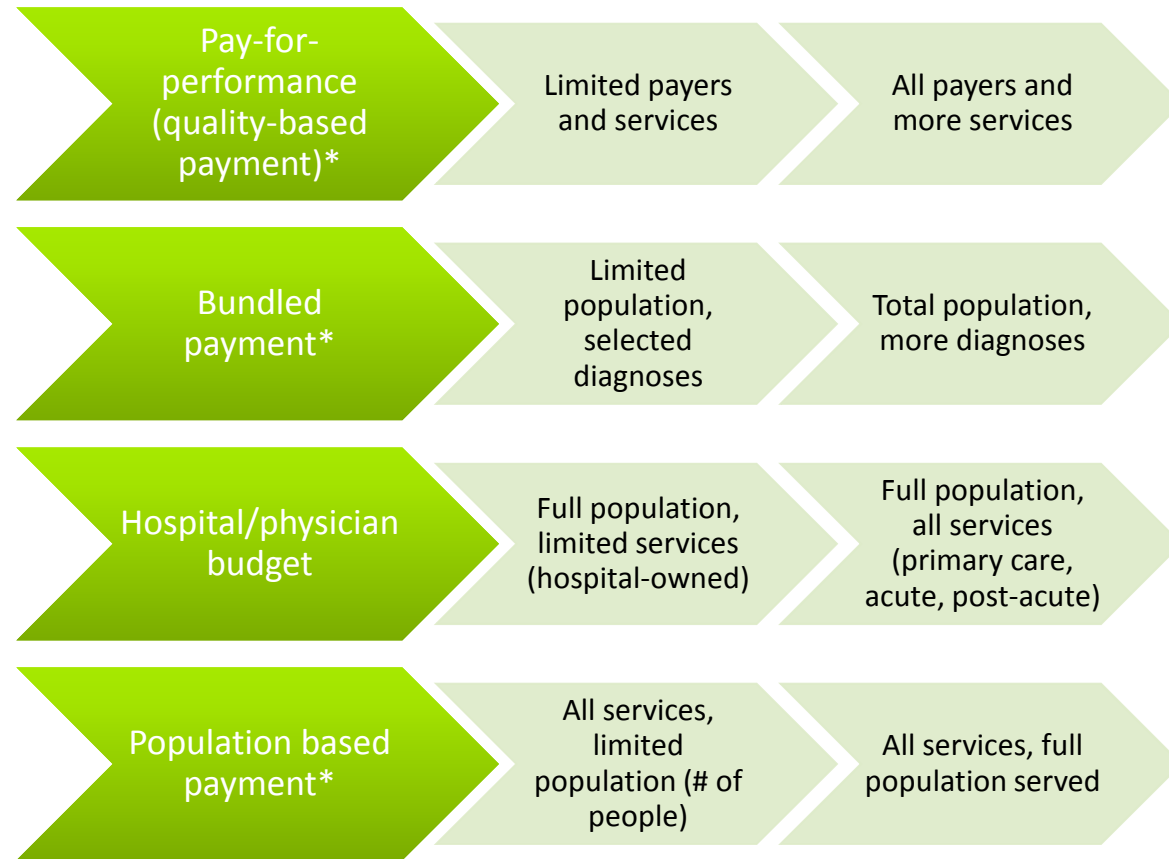 Pay-for-
performance
(quality-based
payment)*
Limited payers
and services
All payers and
more services
Bundled
payment*
Limited
population,
selected
diagnoses
Total population,
more diagnoses
Hospital/physician
budget
Full population,
limited services
(hospital-owned)
Full population,
all services
(primary care,
acute, post-acute)
Population based
payment*
All services,
limited
population (# of
people)
All services, full
population served